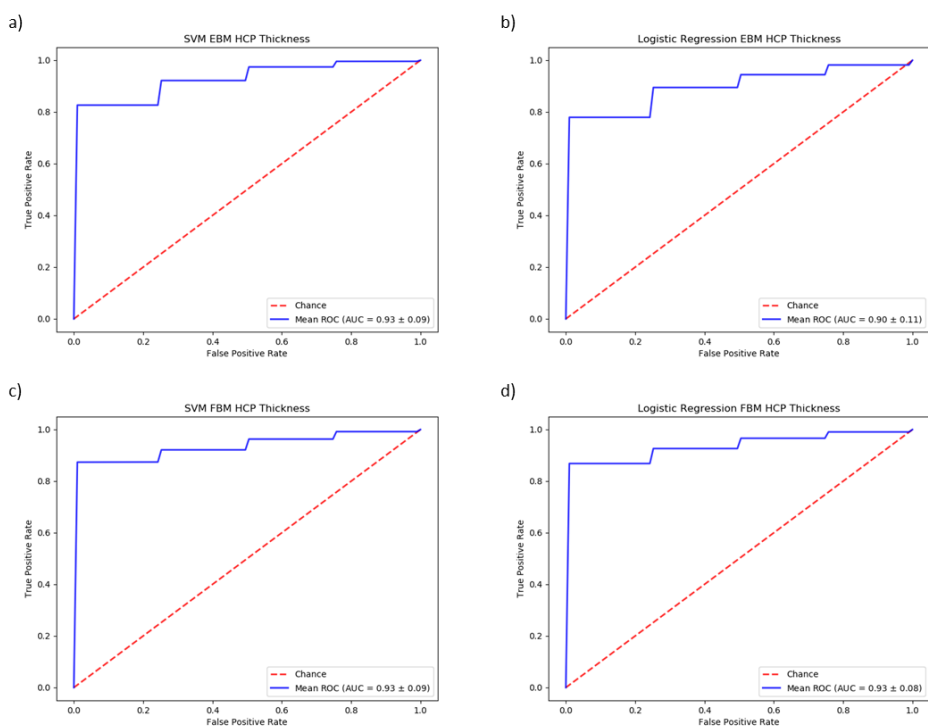 a)
SVM EBM HCP Thickness
1.0
0.8
0.6
0.4
0.2
0.0
True Positive Rate
0.0 0.2 0.4 0.6 0.8 1.0
False Positive Rate
Chance
Mean ROC (AUC = 0.93 ± 0.09)
b)
Logistic Regression EBM HCP Thickness
1.0
0.8
0.6
0.4
0.2
0.0
True Positive Rate
0.0 0.2 0.4 0.6 0.8 1.0
False Positive Rate
Chance
Mean ROC (AUC = 0.90 ± 0.11)
c)
SVM FBM HCP Thickness
1.0
0.8
0.6
0.4
0.2
0.0
True Positive Rate
0.0 0.2 0.4 0.6 0.8 1.0
False Positive Rate
Chance
Mean ROC (AUC = 0.93 ± 0.09)
d)
Logistic Regression FBM HCP Thickness
1.0
0.8
0.6
0.4
0.2
0.0
True Positive Rate
0.0 0.2 0.4 0.6 0.8 1.0
False Positive Rate
Chance
Mean ROC (AUC = 0.93 ± 0.08)